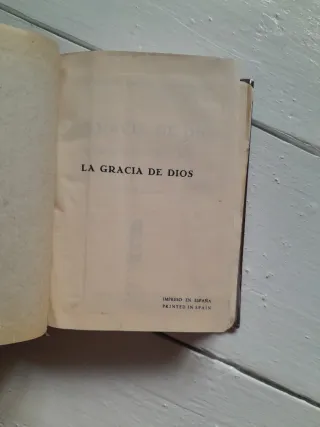 LA GRACIA DE DIOS
IMPRESO EN ESPAÑA
PRINTED IN SPAIN